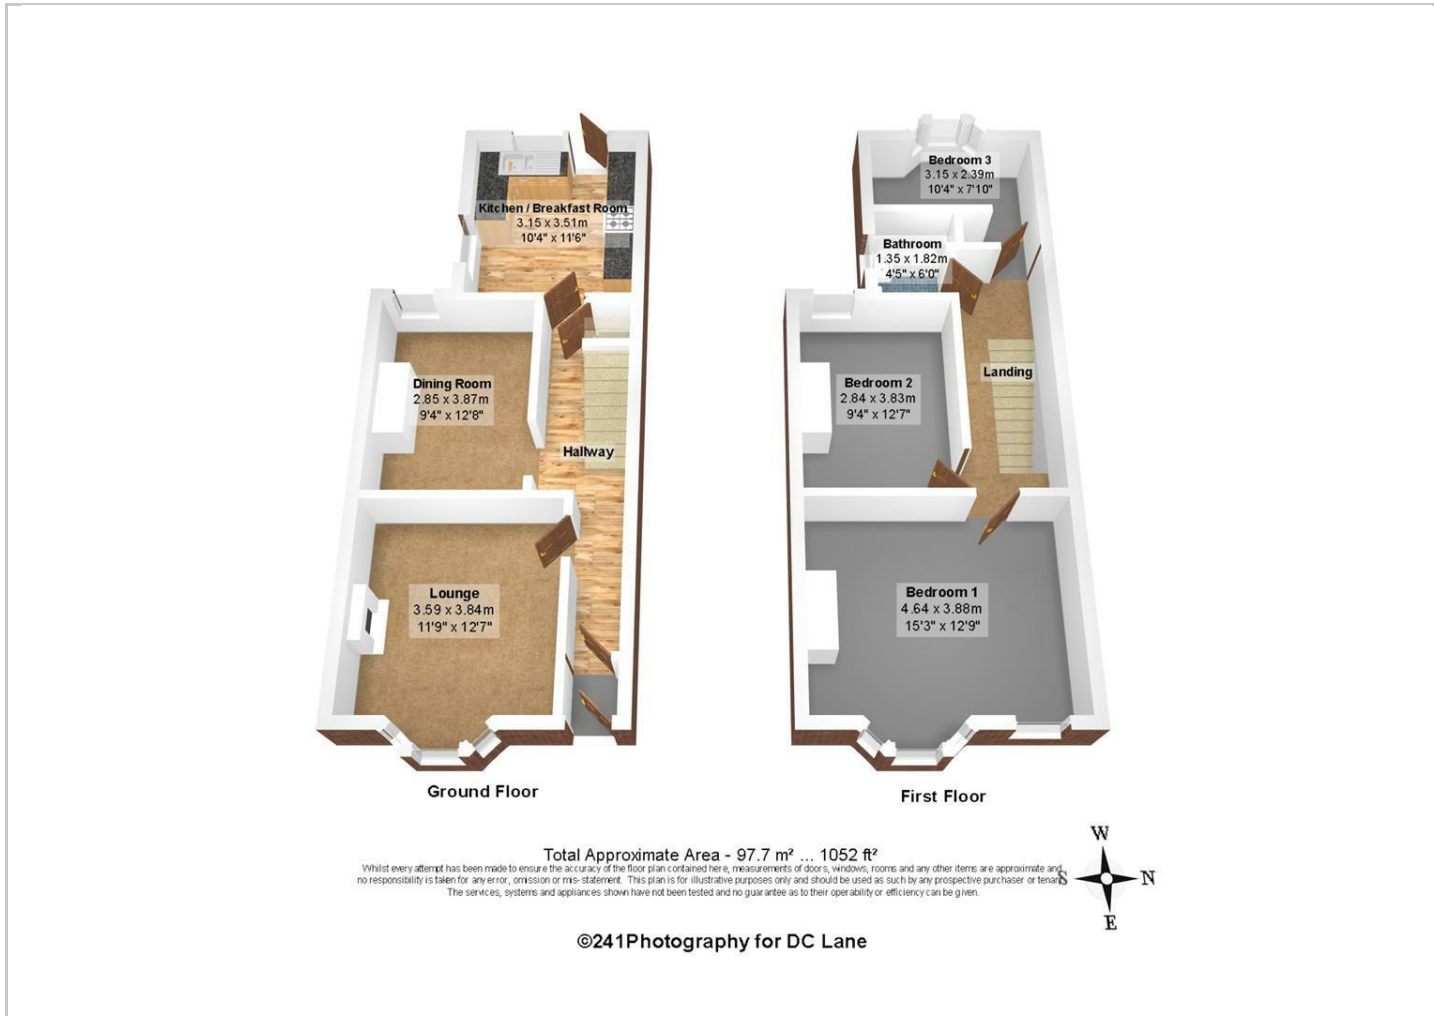 Kitchen / Breakfast Room
3.15 x 3.51m
10'4" x 11'6"
Dining Room
2.85 x 3.87m
9'4" x 12'8"
Hallway
Lounge
3.59 x 3.84m
11'9" x 12'7"
Ground Floor
Bedroom 3
3.15 x 2.39m
10'4" x 7'10"
Bathroom
1.35 x 1.82m
4'5" x 6'0"
Landing
Bedroom 2
2.84 x 3.83m
9'4" x 12'7"
Bedroom 1
4.64 x 3.88m
15'3" x 12'9"
First Floor
Total Approximate Area - 97.7 m² ... 1052 ft²
Whilst every attempt has been made to ensure the accuracy of the floor plan contained here, measurements of doors, windows, rooms and any other items are approximate and
no responsibility is taken for any error, omission or mis-statement. This plan is for illustrative purposes only and should be used as such by any prospective purchaser or tenant.
The services, systems and appliances shown have not been tested and no guarantee as to their operability or efficiency can be given.
W
S
N
E
©241Photography for DC Lane